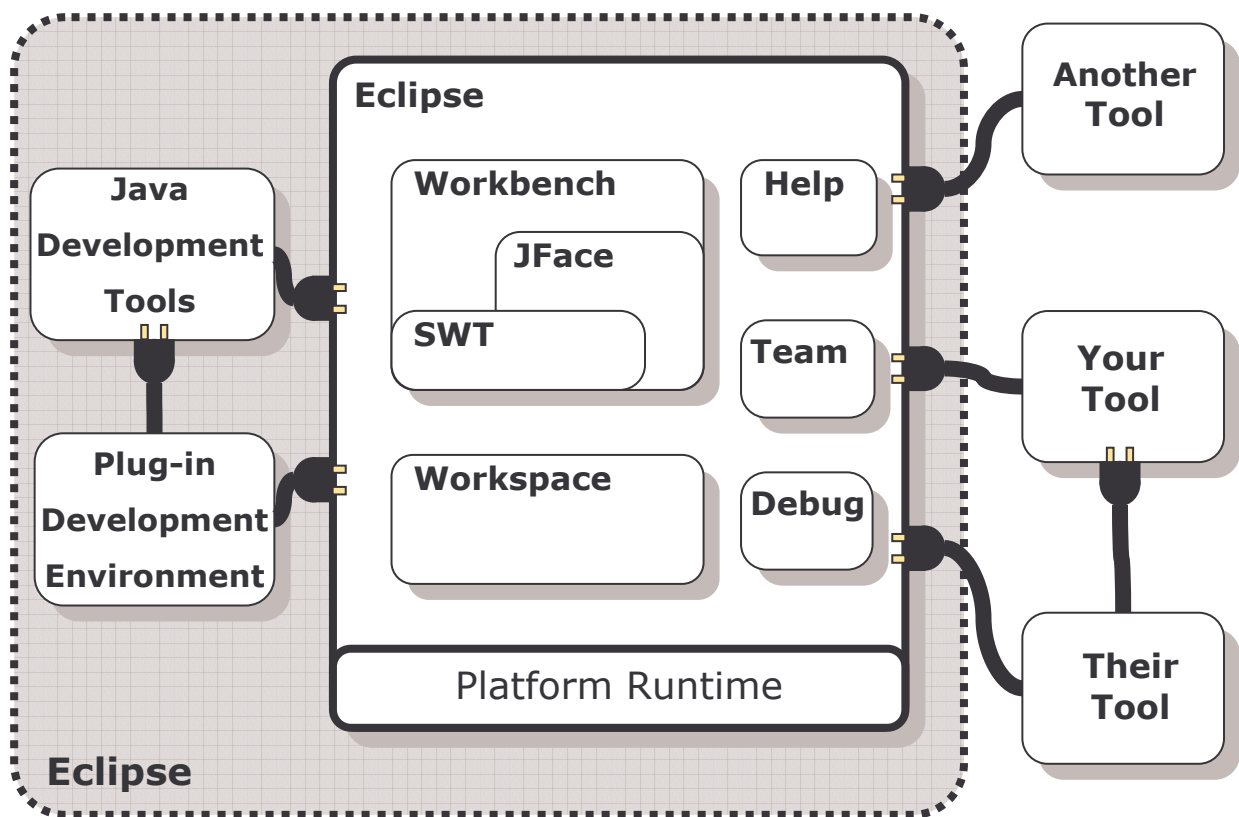 Eclipse
Workbench
JFace
SWT
Workspace
Help
Team
Debug
Platform Runtime
Java
Development
Tools
Plug-in
Development
Environment
Eclipse
Another
Tool
Your
Tool
Their
Tool